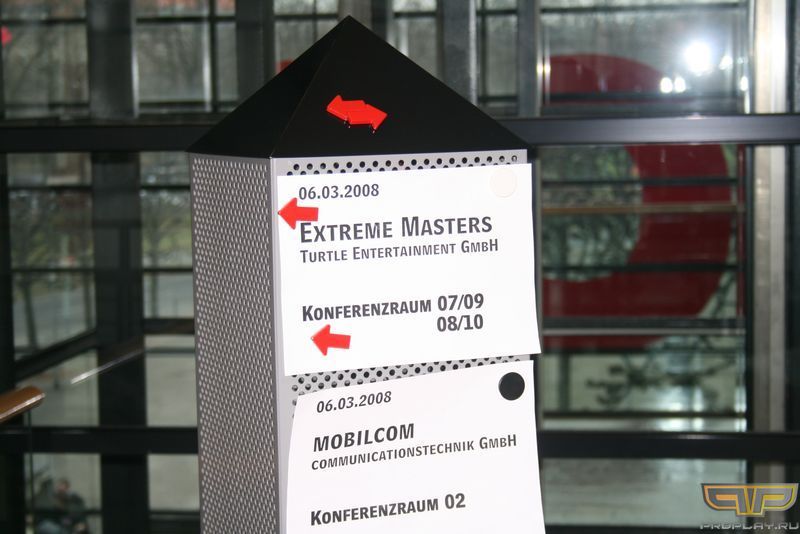 06.03.2008
EXTREME MASTERS
TURTLE ENTERTAINMENT GMBH
KONFERENZRAUM 07/09
08/10
06.03.2008
MOBILCOM
COMMUNICATIONSTECHNIK GMBH
KONFERENZRAUM 02
PROPLAY.RU